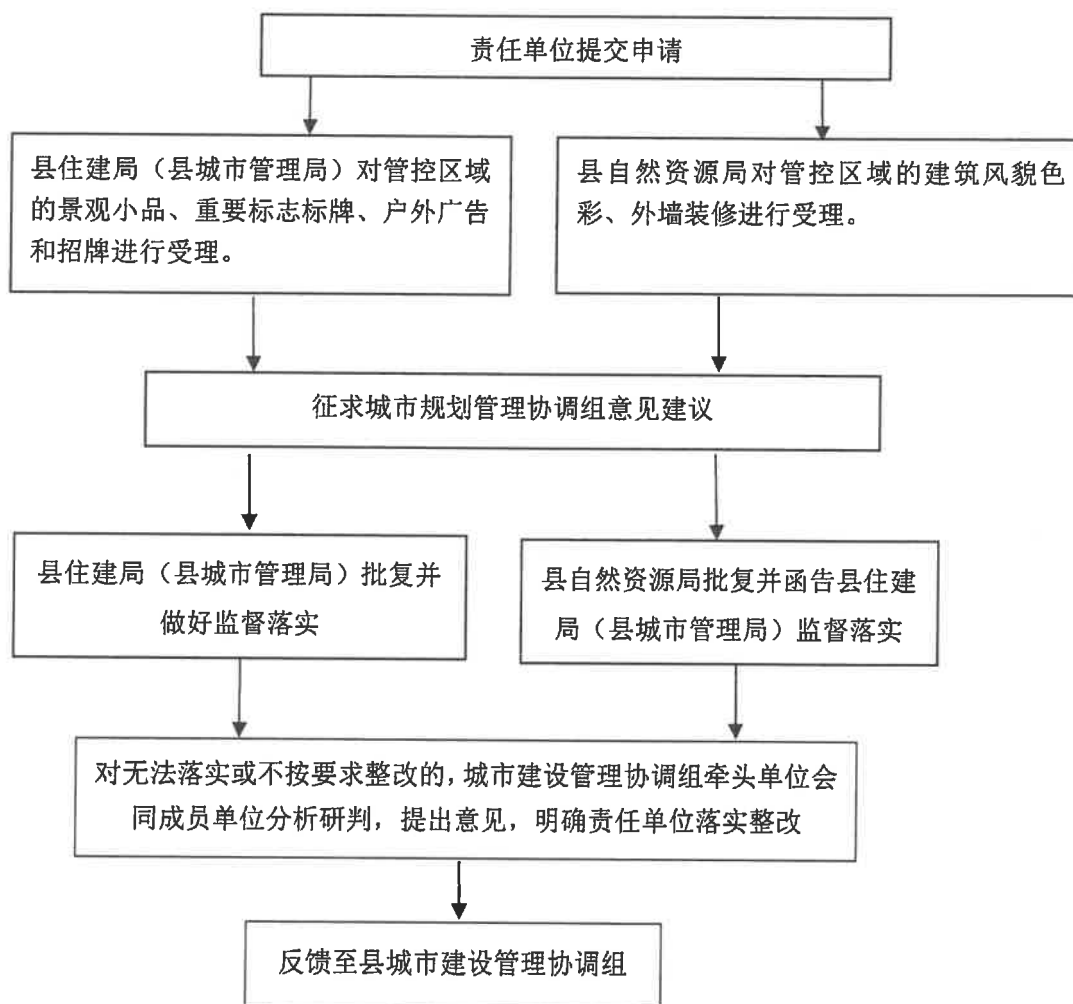 责任单位提交申请
县住建局（县城市管理局）对管控区域
的景观小品、重要标志标牌、户外广告
和招牌进行受理。
县自然资源局对管控区域的建筑风貌色
彩、外墙装修进行受理。
征求城市规划管理协调组意见建议
县住建局（县城市管理局）批复并
做好监督落实
县自然资源局批复并函告县住建
局（县城市管理局）监督落实
对无法落实或不按要求整改的，城市建设管理协调组牵头单位会
同成员单位分析研判，提出意见，明确责任单位落实整改
反馈至县城市建设管理协调组